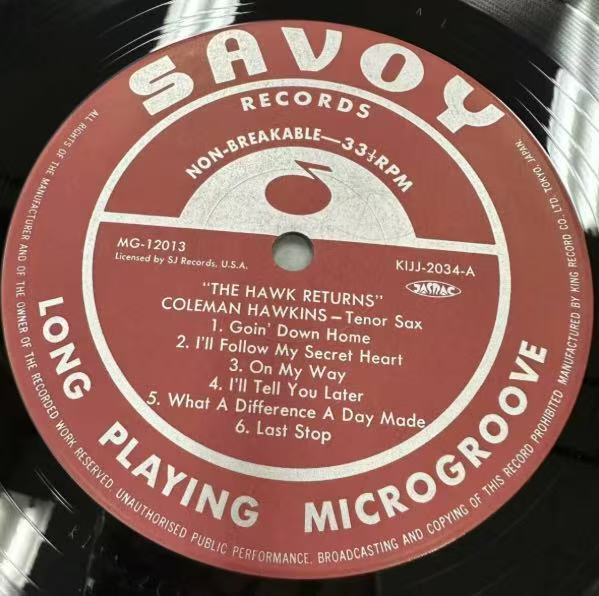 SAVOY
RECORDS
NON-BREAKABLE—33⅓RPM
MG-12013
Licensed by SJ Records, U.S.A.
KIJJ-2034-A
JASRAC
"THE HAWK RETURNS"
COLEMAN HAWKINS—Tenor Sax
1. Goin' Down Home
2. I'll Follow My Secret Heart
3. On My Way
4. I'll Tell You Later
5. What A Difference A Day Made
6. Last Stop
LONG PLAYING MICROGROOVE
ALL RIGHTS OF THE MANUFACTURER AND OF THE OWNER OF THE RECORDED WORK RESERVED. UNAUTHORISED PUBLIC PERFORMANCE, BROADCASTING AND COPYING OF THIS RECORD PROHIBITED MANUFACTURED BY KING RECORD CO. LTD. TOKYO, JAPAN.